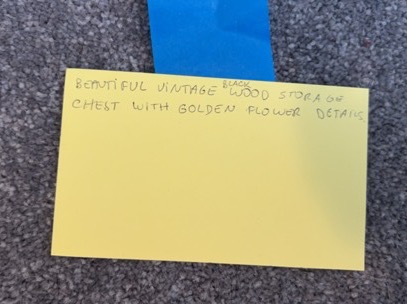 BEAUTIFUL VINTAGE BLACK WOOD STORAGE
CHEST WITH GOLDEN FLOWER DETAILS